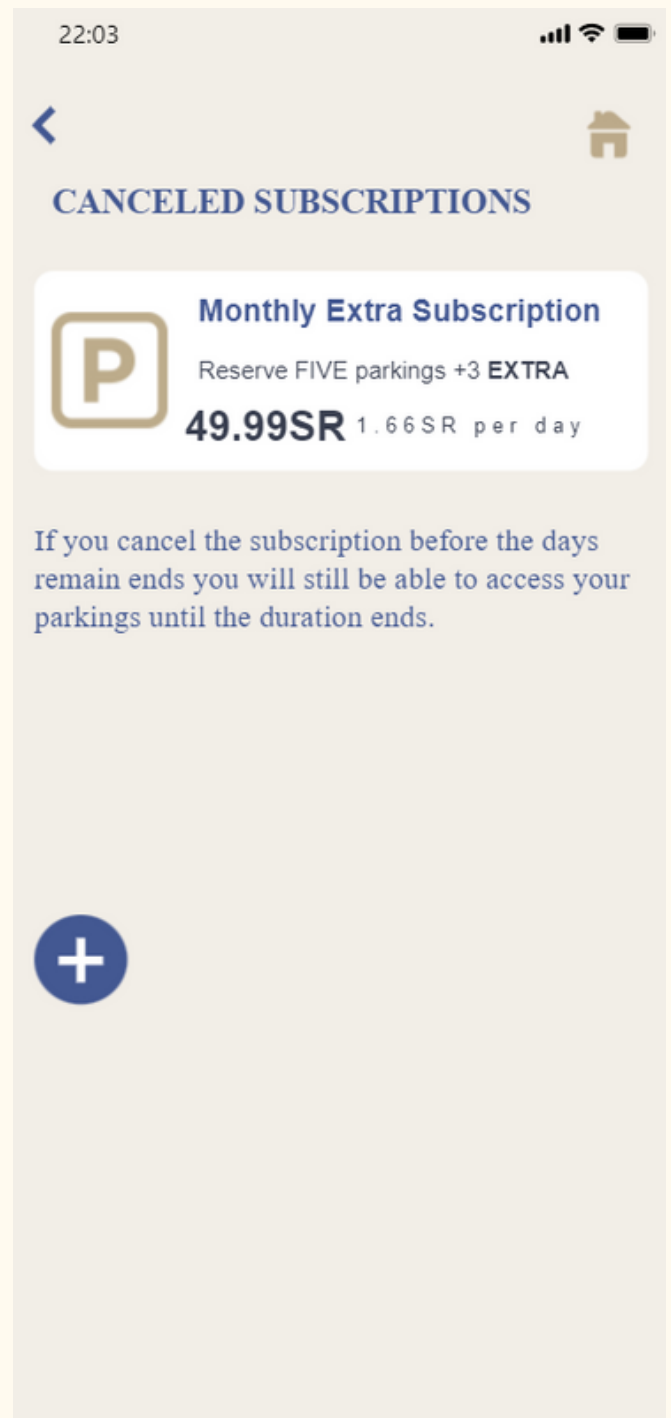 22:03
CANCELED SUBSCRIPTIONS
P
Monthly Extra Subscription
Reserve FIVE parkings +3 EXTRA
49.99SR 1.66SR per day
If you cancel the subscription before the days
remain ends you will still be able to access your
parkings until the duration ends.